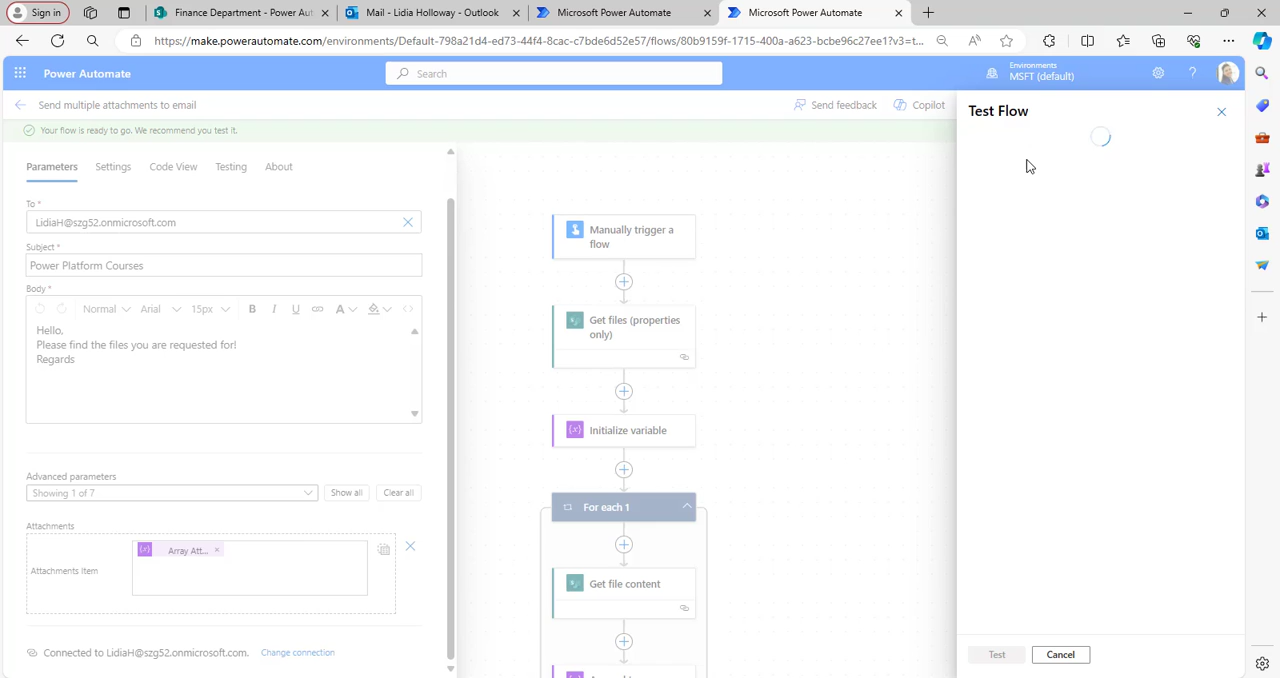 Sign in
Finance Department - Power Aut
Mail - Lidia Holloway - Outlook
Microsoft Power Automate
Microsoft Power Automate
https://make.powerautomate.com/environments/Default-798a21d4-ed73-44f4-8cac-c7bde6d52e57/flows/80b9159f-1715-400a-a623-bcbe96c27ee1?v3=t...
Power Automate
Search
Environments
MSFT (default)
Send multiple attachments to email
Send feedback
Copilot
Your flow is ready to go. We recommend you test it.
Test Flow
Parameters
Settings
Code View
Testing
About
To *
LidiaH@szg52.onmicrosoft.com
Subject *
Power Platform Courses
Body *
Normal
Arial
15px
B I U A
Hello,
Please find the files you are requested for!
Regards
Advanced parameters
Showing 1 of 7
Show all
Clear all
Attachments
Array Att...
Attachments Item
Connected to LidiaH@szg52.onmicrosoft.com.
Change connection
Manually trigger a
flow
Get files (properties
only)
Initialize variable
For each 1
Get file content
Test
Cancel